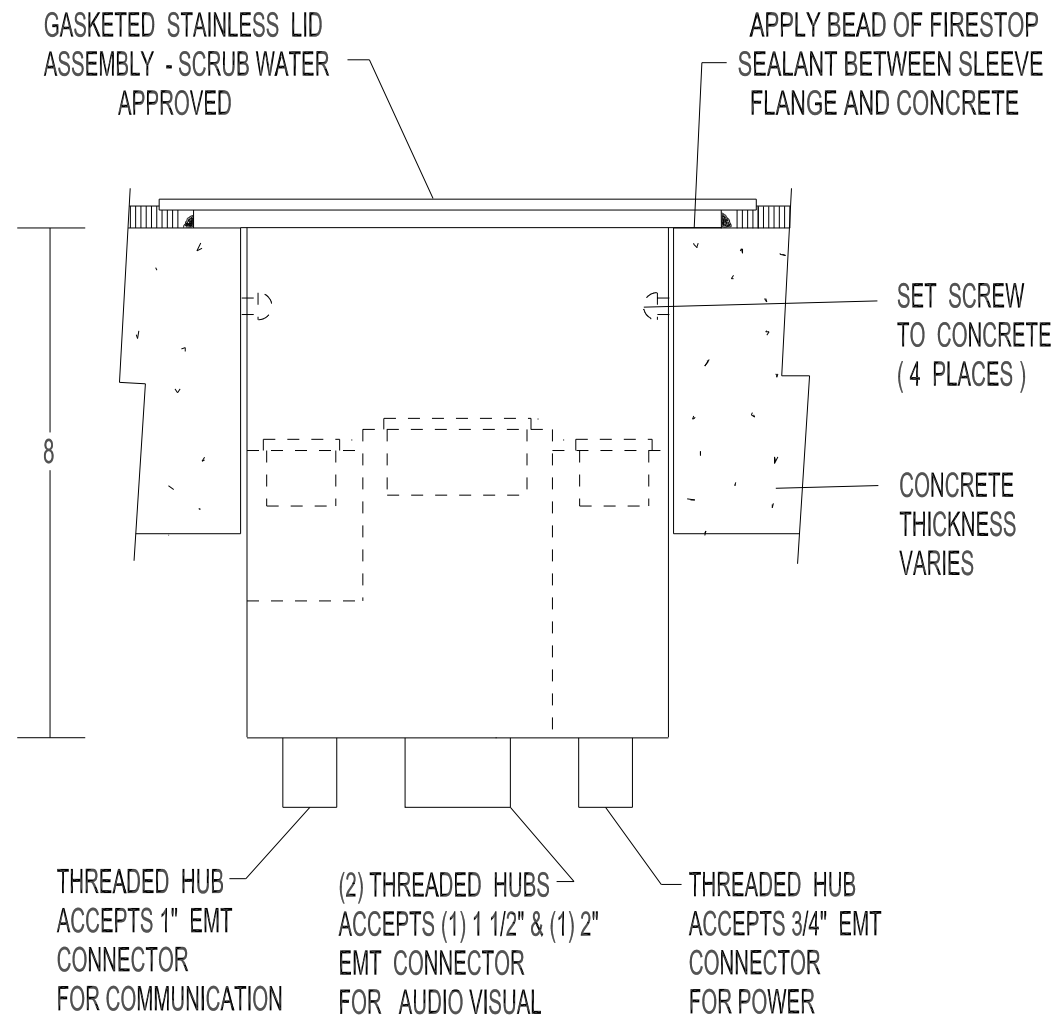 GASKETED STAINLESS LID
ASSEMBLY - SCRUB WATER
APPROVED
APPLY BEAD OF FIRESTOP
SEALANT BETWEEN SLEEVE
FLANGE AND CONCRETE
SET SCREW
TO CONCRETE
( 4 PLACES )
8
CONCRETE
THICKNESS
VARIES
THREADED HUB
ACCEPTS 1" EMT
CONNECTOR
FOR COMMUNICATION
(2) THREADED HUBS
ACCEPTS (1) 1 1/2" & (1) 2"
EMT CONNECTOR
FOR AUDIO VISUAL
THREADED HUB
ACCEPTS 3/4" EMT
CONNECTOR
FOR POWER